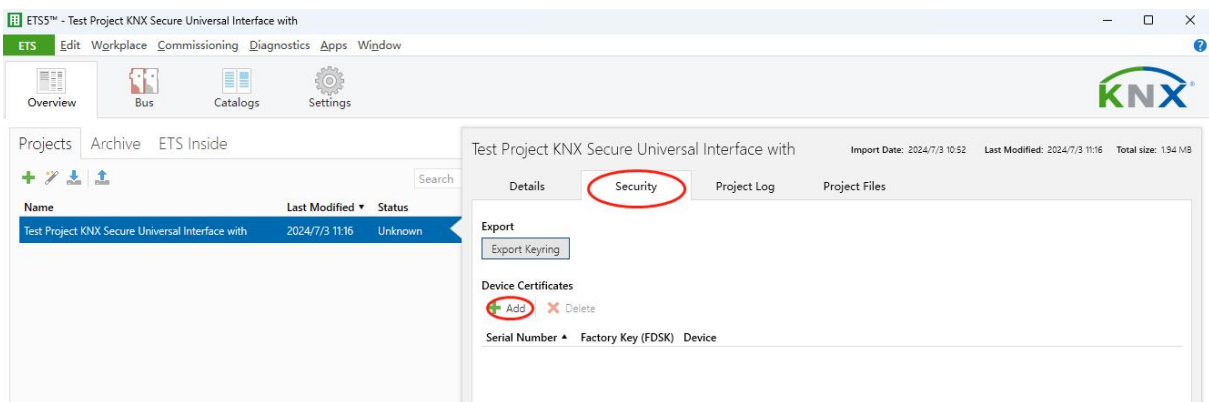 ETS5™ - Test Project KNX Secure Universal Interface with
ETS Edit Workplace Commissioning Diagnostics Apps Window
Overview Bus Catalogs Settings
KNX®
Projects Archive ETS Inside
Search
Name Last Modified Status
Test Project KNX Secure Universal Interface with 2024/7/3 11:16 Unknown
Test Project KNX Secure Universal Interface with Import Date: 2024/7/3 10:52 Last Modified: 2024/7/3 11:16 Total size: 1.94 MB
Details Security Project Log Project Files
Export
Export Keyring
Device Certificates
Add Delete
Serial Number Factory Key (FDSK) Device